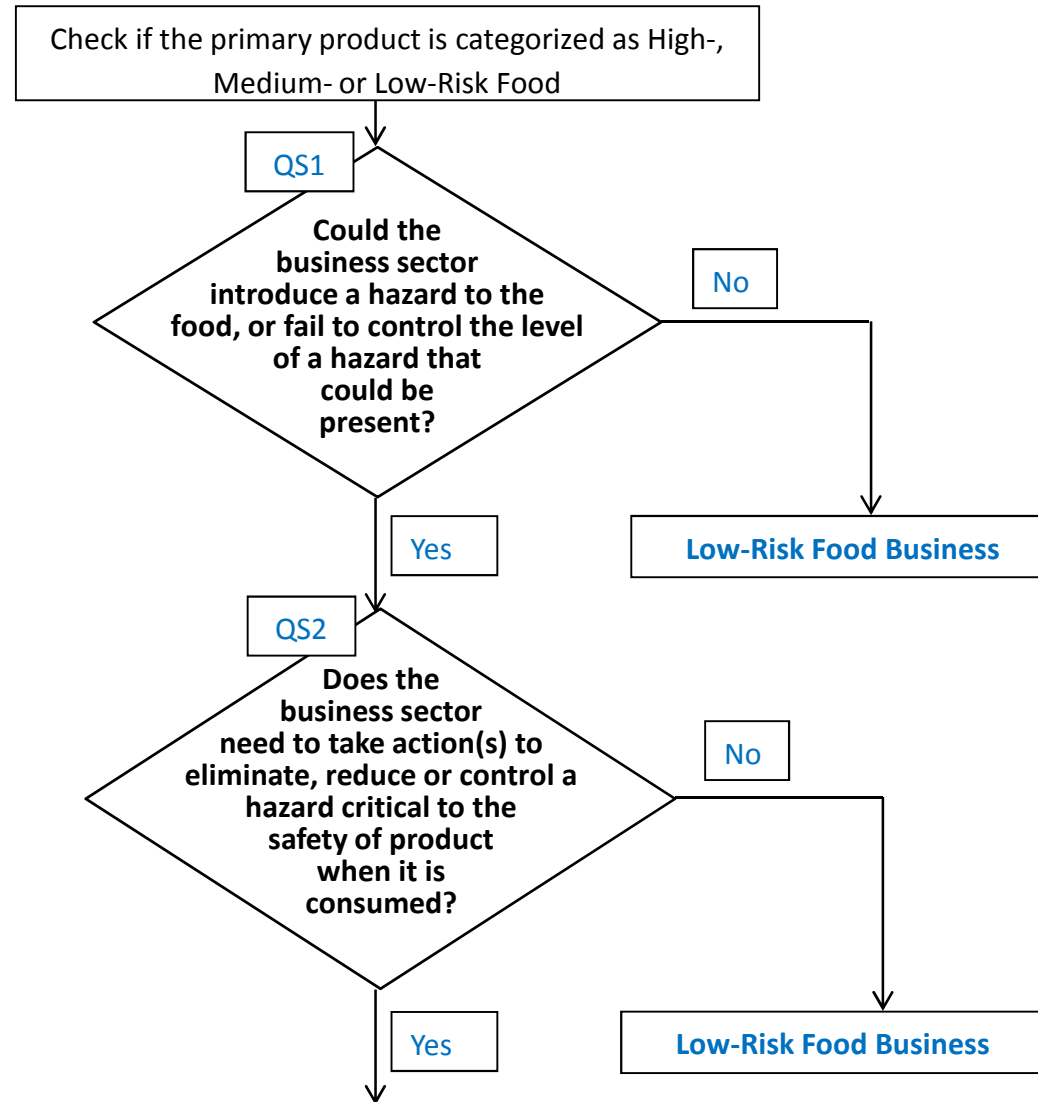 Check if the primary product is categorized as High-,
Medium- or Low-Risk Food
QS1
Could the
business sector
introduce a hazard to the
food, or fail to control the level
of a hazard that
could be
present?
No
Yes
Low-Risk Food Business
QS2
Does the
business sector
need to take action(s) to
eliminate, reduce or control a
hazard critical to the
safety of product
when it is
consumed?
No
Yes
Low-Risk Food Business